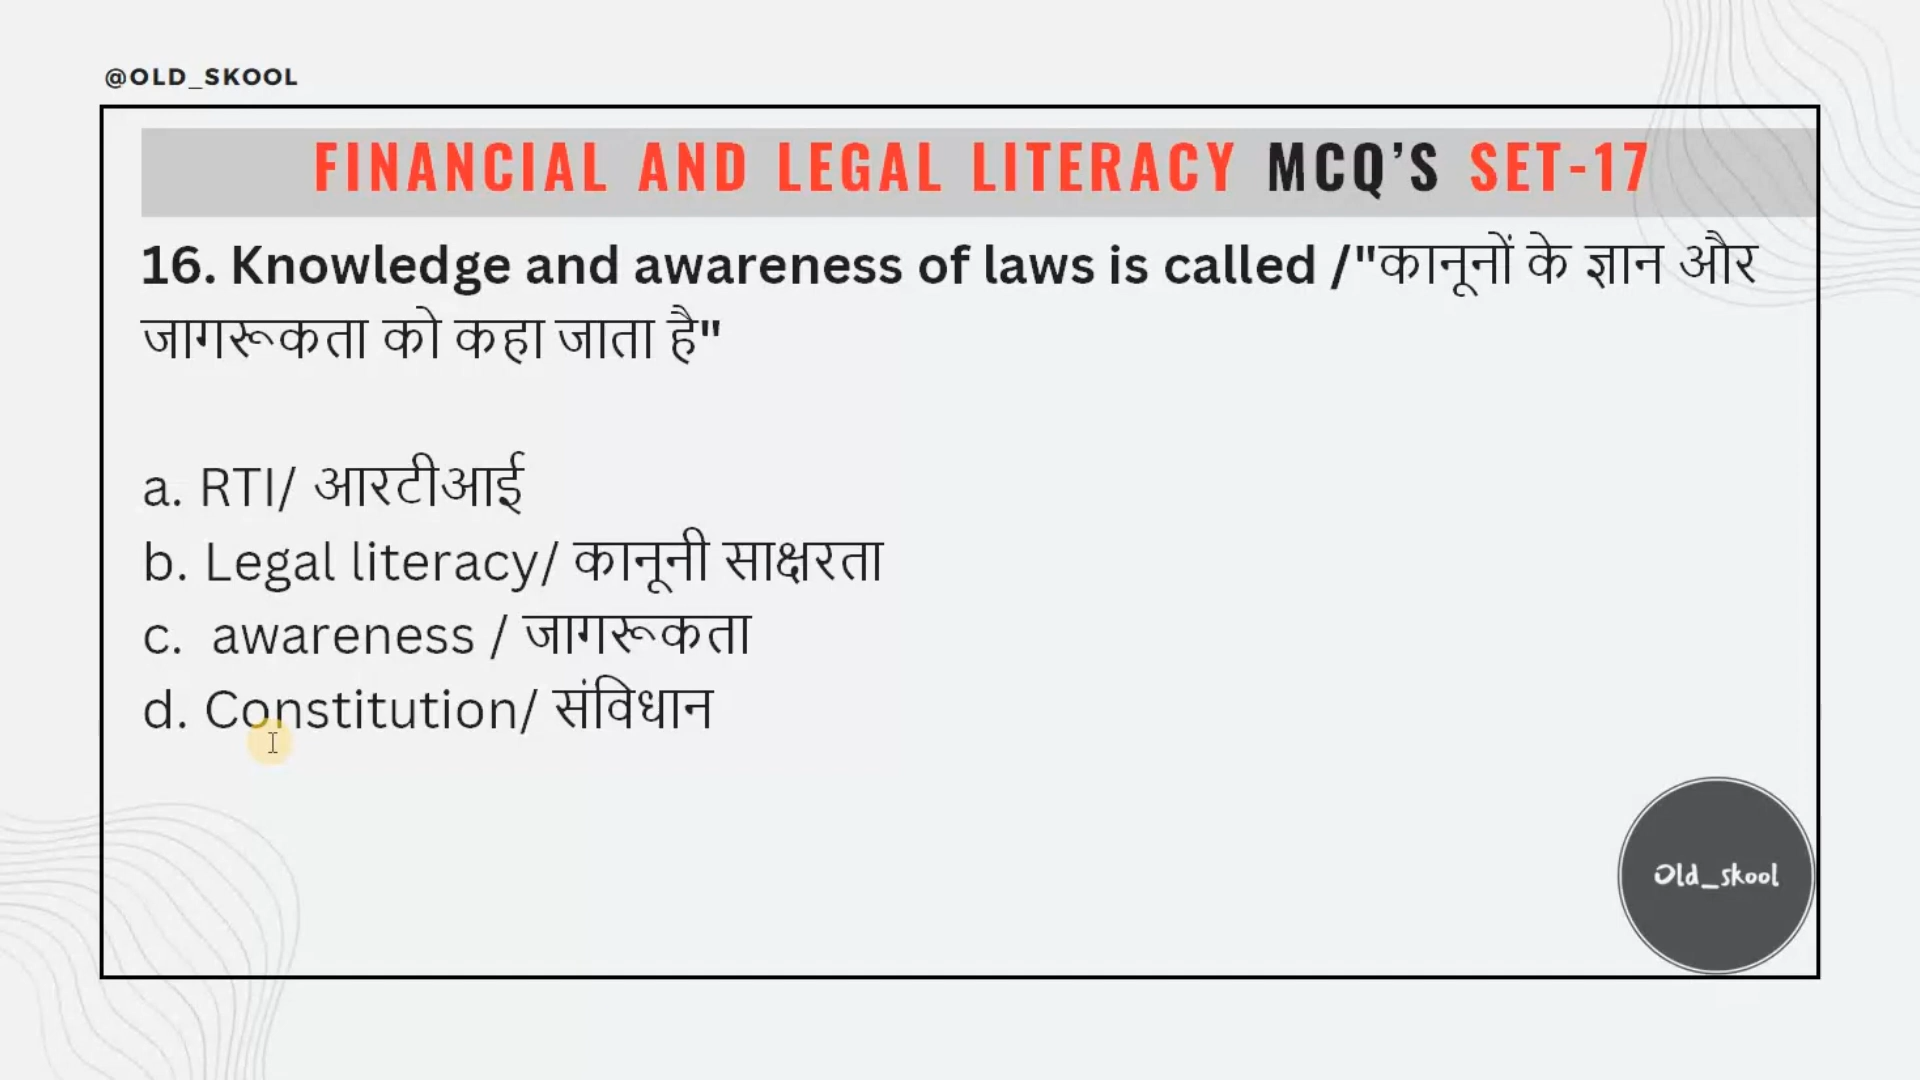 @OLD_SKOOL
FINANCIAL AND LEGAL LITERACY MCQ’S SET-17
16. Knowledge and awareness of laws is called /"कानूनों के ज्ञान और
जागरूकता को कहा जाता है"
a. RTI/ आरटीआई
b. Legal literacy/ कानूनी साक्षरता
c.  awareness / जागरूकता
d. Constitution/ संविधान
Old_skool